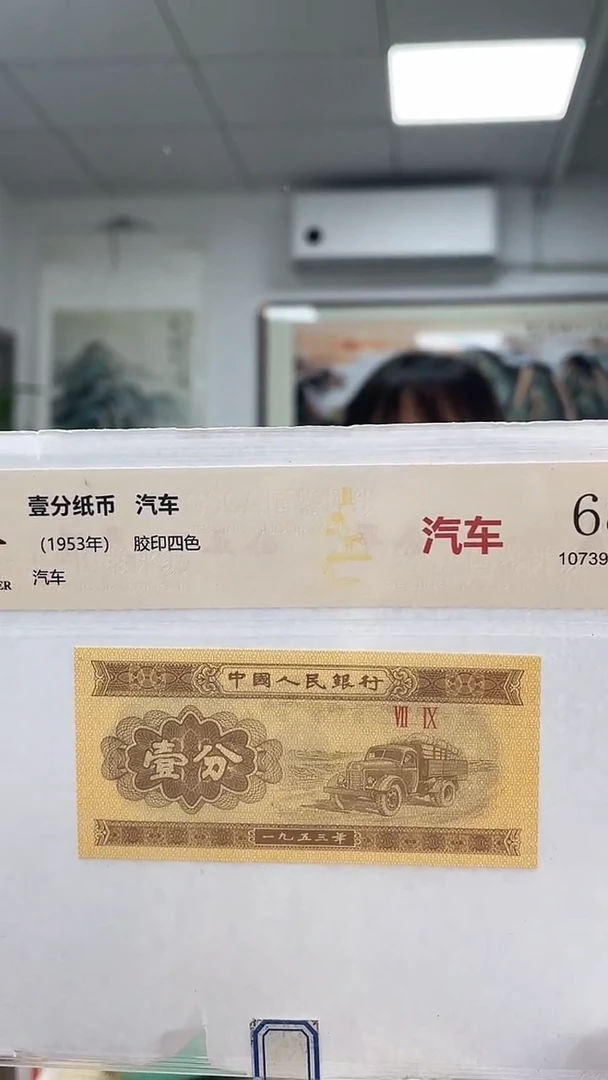 壹分纸币 汽车
(1953年) 胶印四色
汽车
汽车
6
10739
ER
中國人民銀行
VII IX
壹分
一九五三年